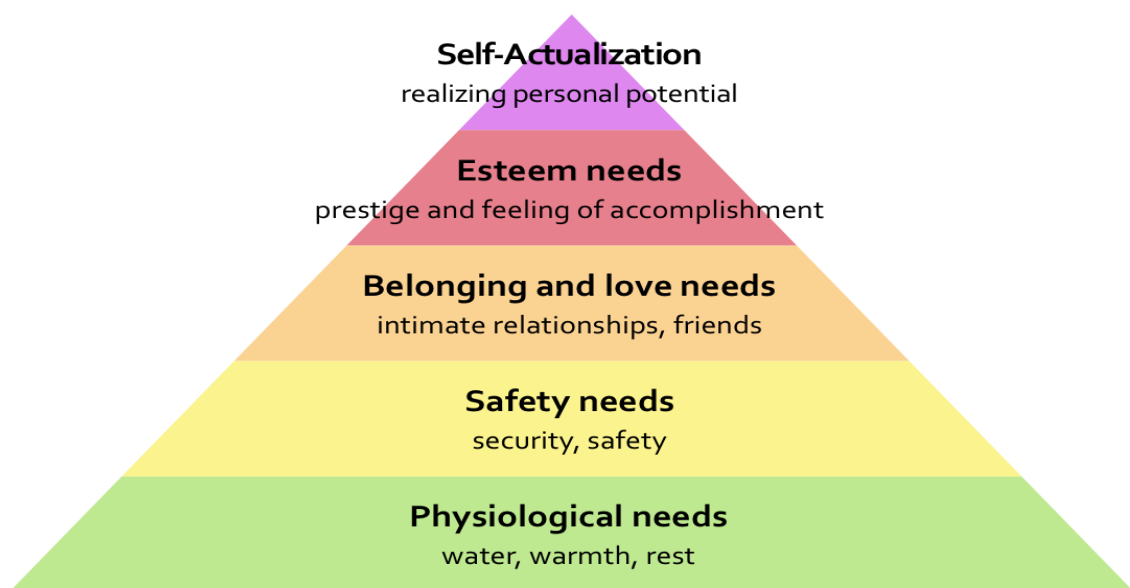 Self-Actualization
realizing personal potential
Esteem needs
prestige and feeling of accomplishment
Belonging and love needs
intimate relationships, friends
Safety needs
security, safety
Physiological needs
water, warmth, rest